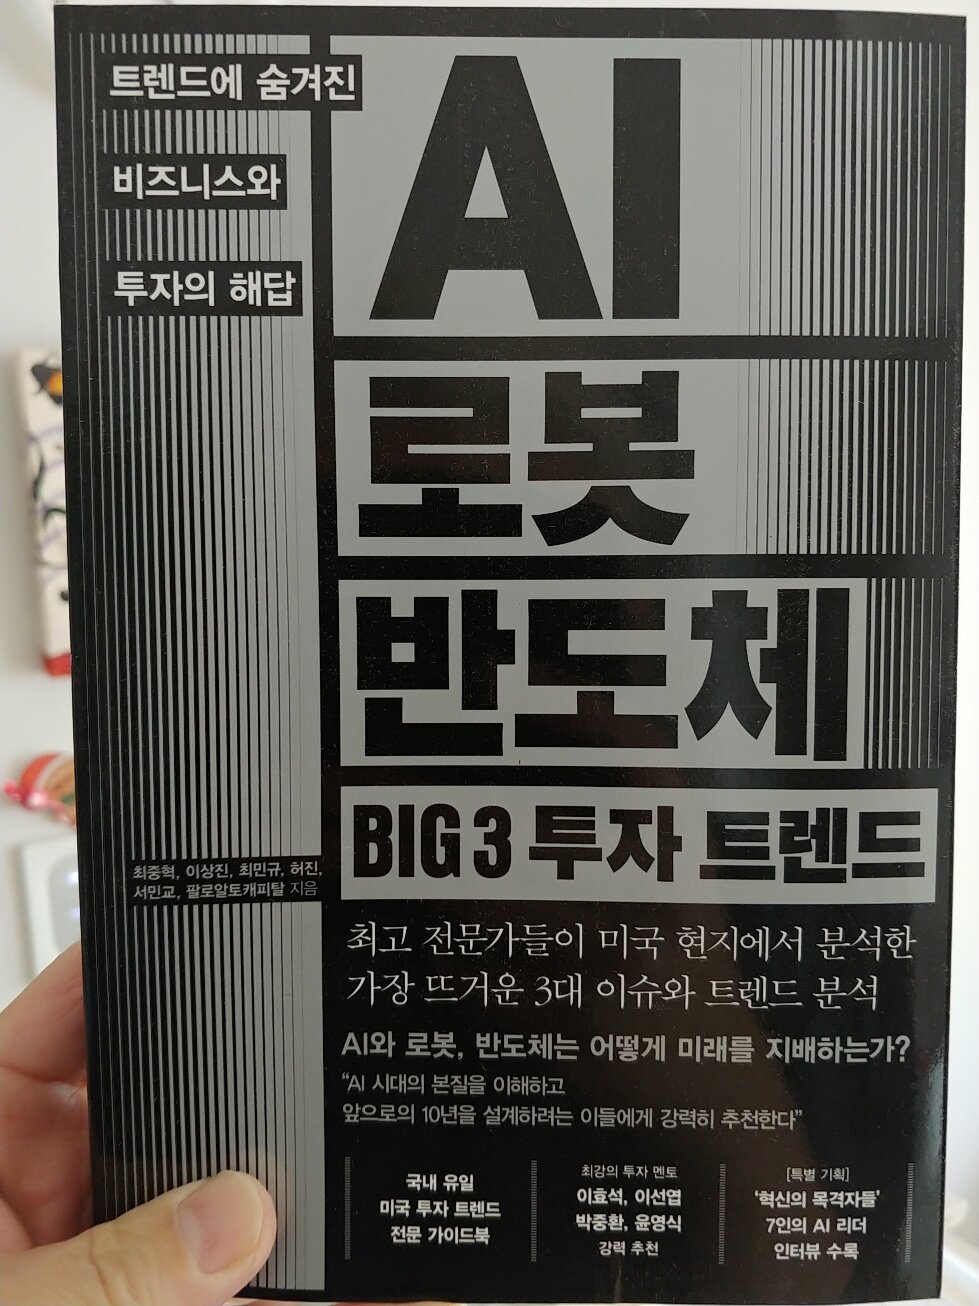 트렌드에 숨겨진
비즈니스와
투자의 해답
AI
로봇
반도체
BIG 3 투자 트렌드
최중혁, 이상진, 최민규, 허진,
서민교, 팔로알토캐피탈 지음
최고 전문가들이 미국 현지에서 분석한
가장 뜨거운 3대 이슈와 트렌드 분석
AI와 로봇, 반도체는 어떻게 미래를 지배하는가?
“AI 시대의 본질을 이해하고
앞으로의 10년을 설계하려는 이들에게 강력히 추천한다”
국내 유일
미국 투자 트렌드
전문 가이드북
최강의 투자 멘토
이효석, 이선엽
박중환, 윤영식
강력 추천
[특별 기획]
‘혁신의 목격자들’
7인의 AI 리더
인터뷰 수록